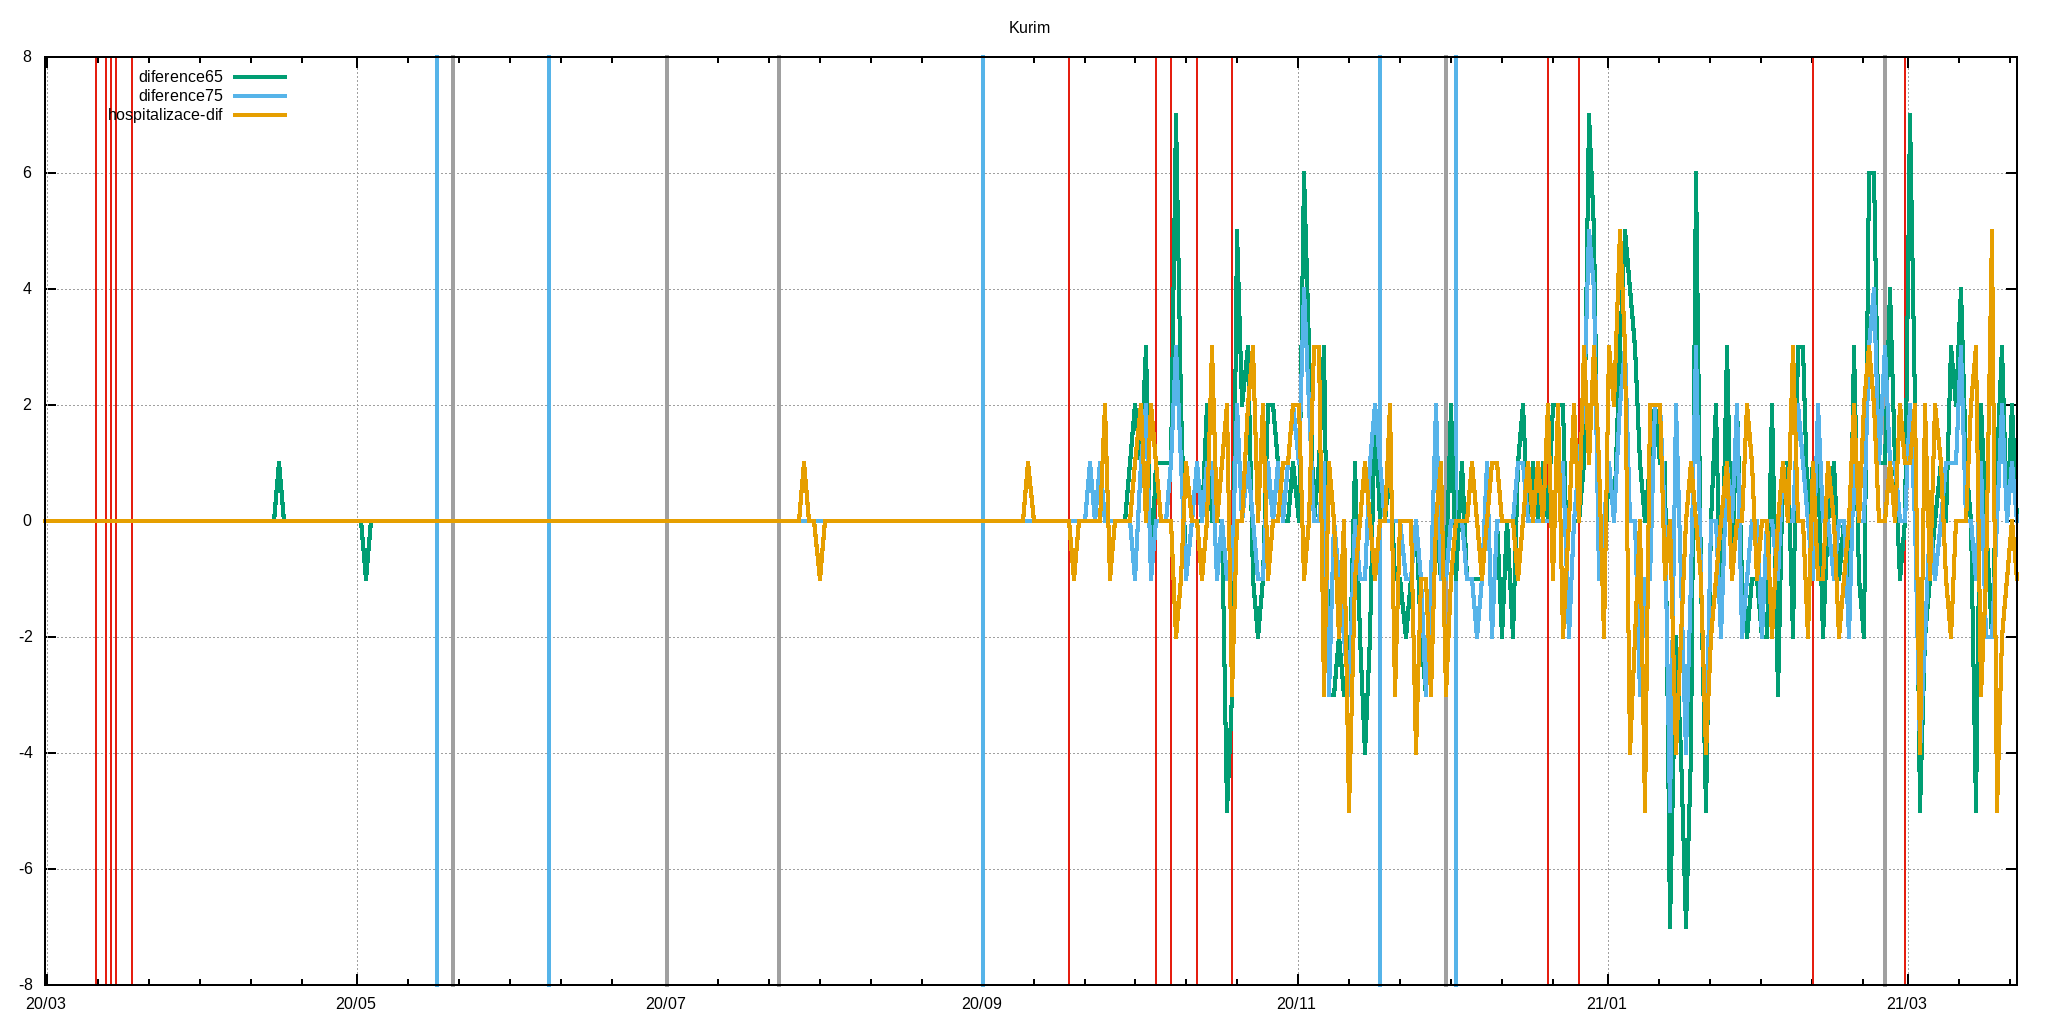 Kurim
8
diference65
diference75
hospitalizace-dif
6
4
2
0
-2
-4
-6
-8
20/03 20/05 20/07 20/09 20/11 21/01 21/03